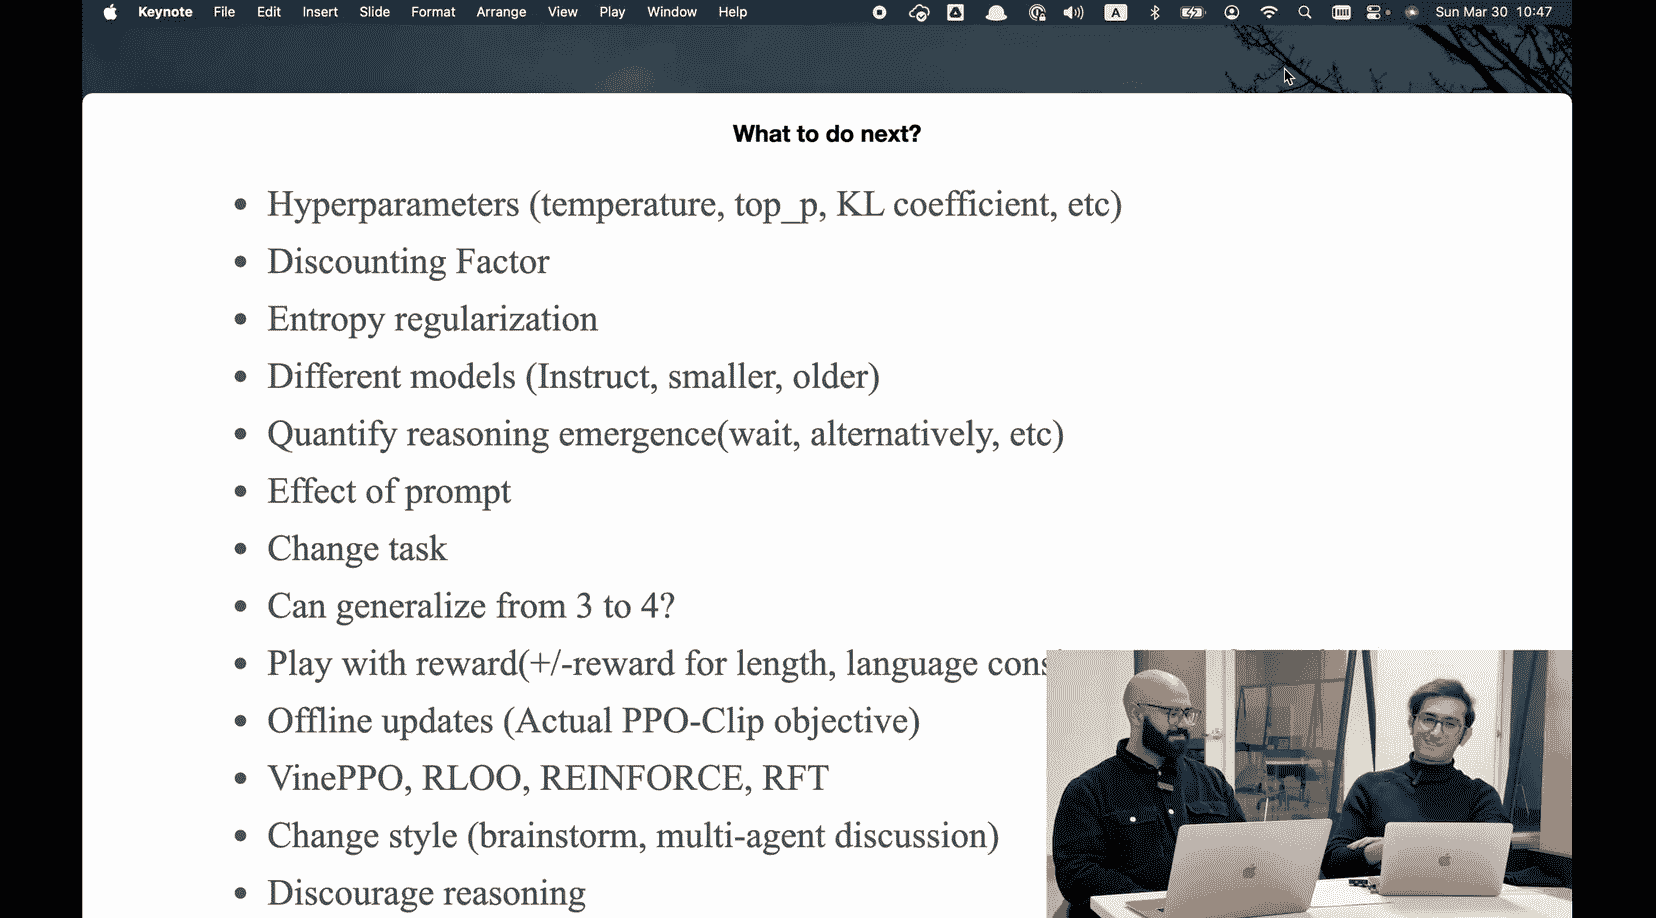 Keynote File Edit Insert Slide Format Arrange View Play Window Help A Sun Mar 30 10:47
What to do next?
• Hyperparameters (temperature, top_p, KL coefficient, etc)
• Discounting Factor
• Entropy regularization
• Different models (Instruct, smaller, older)
• Quantify reasoning emergence(wait, alternatively, etc)
• Effect of prompt
• Change task
• Can generalize from 3 to 4?
• Play with reward(+/-reward for length, language
• Offline updates (Actual PPO-Clip objective)
• VinePPO, RLOO, REINFORCE, RFT
• Change style (brainstorm, multi-agent discussion)
• Discourage reasoning